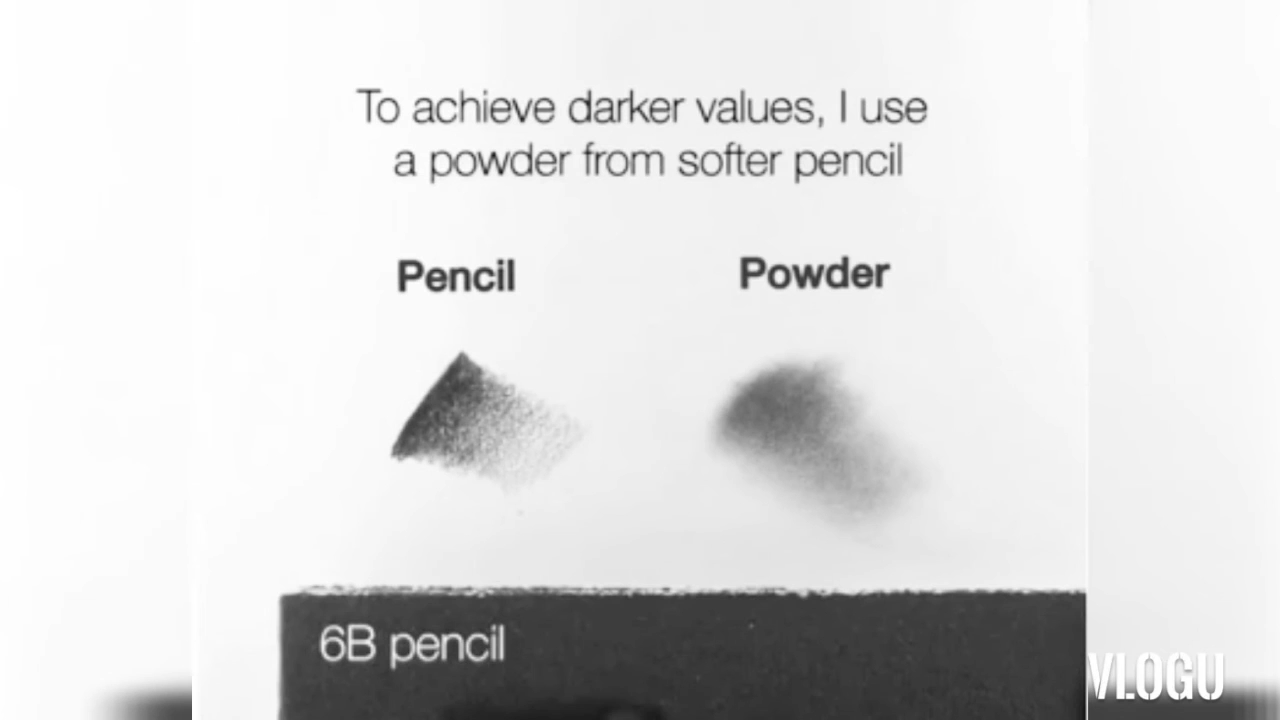 To achieve darker values, I use
a powder from softer pencil
Pencil Powder
6B pencil
VLOGU